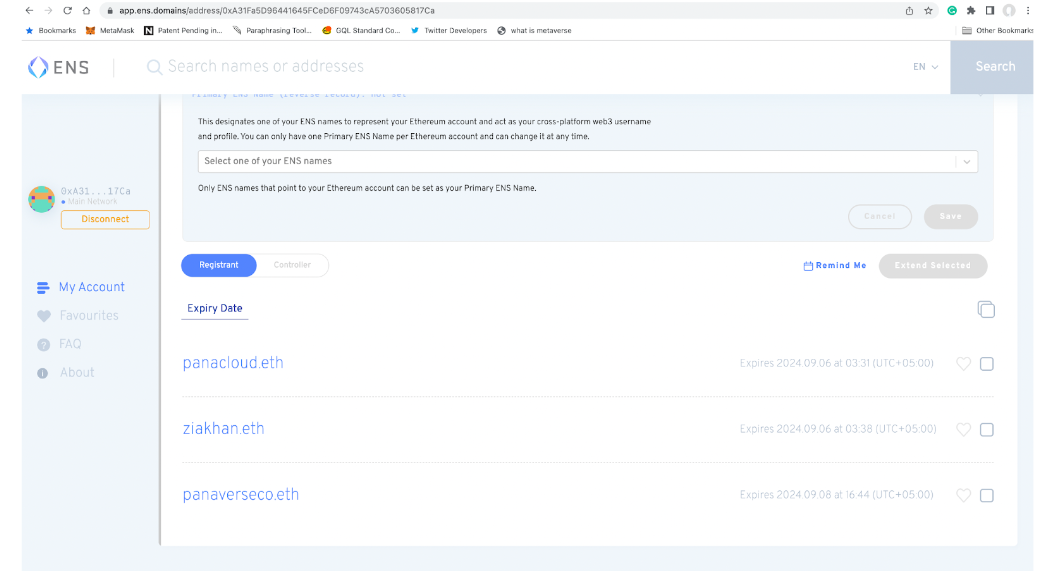 app.ens.domains/address/0xA31Fa5D96441645FCeD6F09743cA5703605817Ca
Bookmarks MetaMask Patent Pending in... Paraphrasing Tool... GQL Standard Co... Twitter Developers what is metaverse Other Bookmarks
ENS Search names or addresses EN Search
Primary ENS Name (reverse record): not set
This designates one of your ENS names to represent your Ethereum account and act as your cross-platform web3 username
and profile. You can only have one Primary ENS Name per Ethereum account and can change it at any time.
Select one of your ENS names
Only ENS names that point to your Ethereum account can be set as your Primary ENS Name.
Cancel Save
0xA31...17Ca
Main Network
Disconnect
My Account
Favourites
FAQ
About
Registrant Controller Remind Me Extend Selected
Expiry Date
panacloud.eth Expires 2024.09.06 at 03:31 (UTC+05:00)
ziakhan.eth Expires 2024.09.06 at 03:38 (UTC+05:00)
panaverseco.eth Expires 2024.09.08 at 16:44 (UTC+05:00)